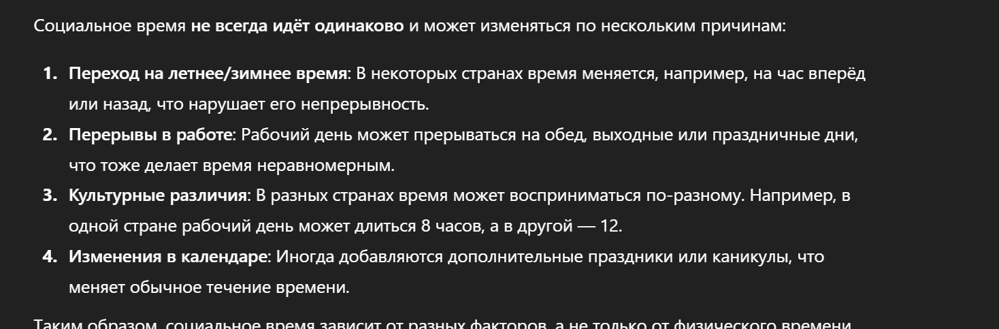 Социальное время не всегда идёт одинаково и может изменяться по нескольким причинам:
1. Переход на летнее/зимнее время: В некоторых странах время меняется, например, на час вперёд
или назад, что нарушает его непрерывность.
2. Перерывы в работе: Рабочий день может прерываться на обед, выходные или праздничные дни,
что тоже делает время неравномерным.
3. Культурные различия: В разных странах время может восприниматься по-разному. Например, в
одной стране рабочий день может длиться 8 часов, а в другой — 12.
4. Изменения в календаре: Иногда добавляются дополнительные праздники или каникулы, что
меняет обычное течение времени.
Таким образом, социальное время зависит от разных факторов, а не только от физического времени